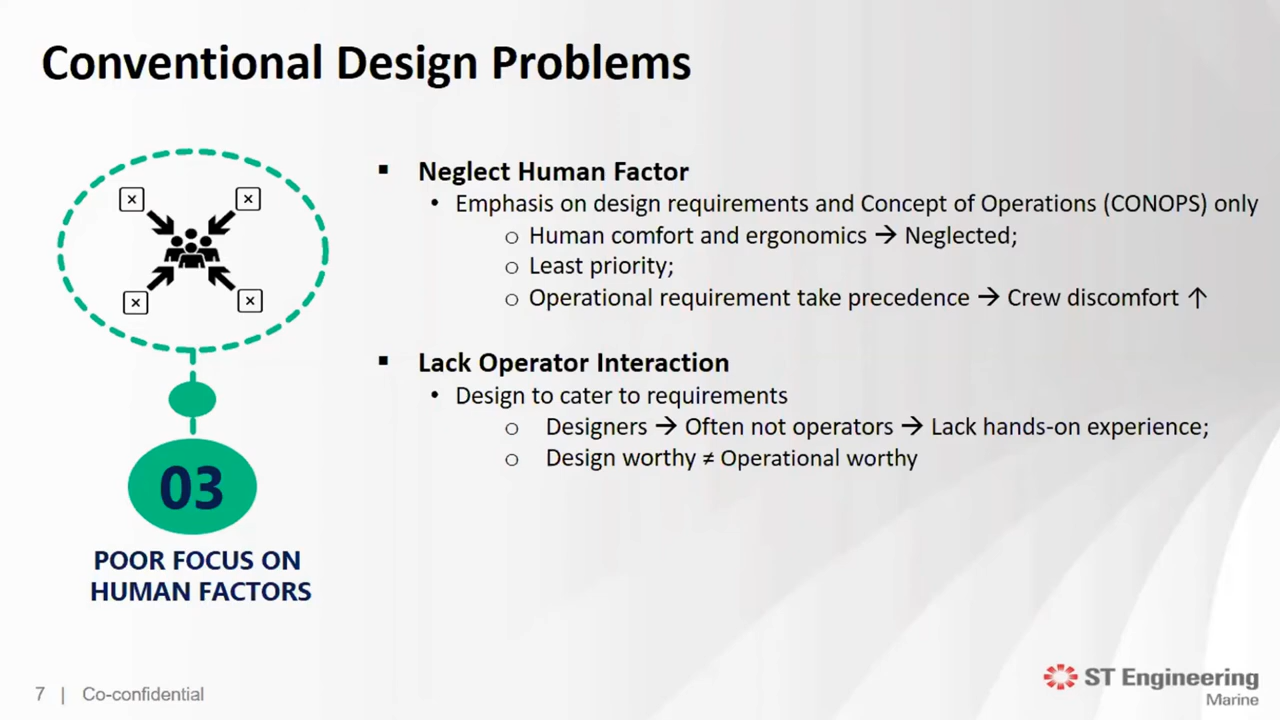 Conventional Design Problems
▪ Neglect Human Factor
• Emphasis on design requirements and Concept of Operations (CONOPS) only
o Human comfort and ergonomics → Neglected;
o Least priority;
o Operational requirement take precedence → Crew discomfort ↑
▪ Lack Operator Interaction
• Design to cater to requirements
o Designers → Often not operators → Lack hands-on experience;
o Design worthy ≠ Operational worthy
03
POOR FOCUS ON
HUMAN FACTORS
7 | Co-confidential
ST Engineering
Marine